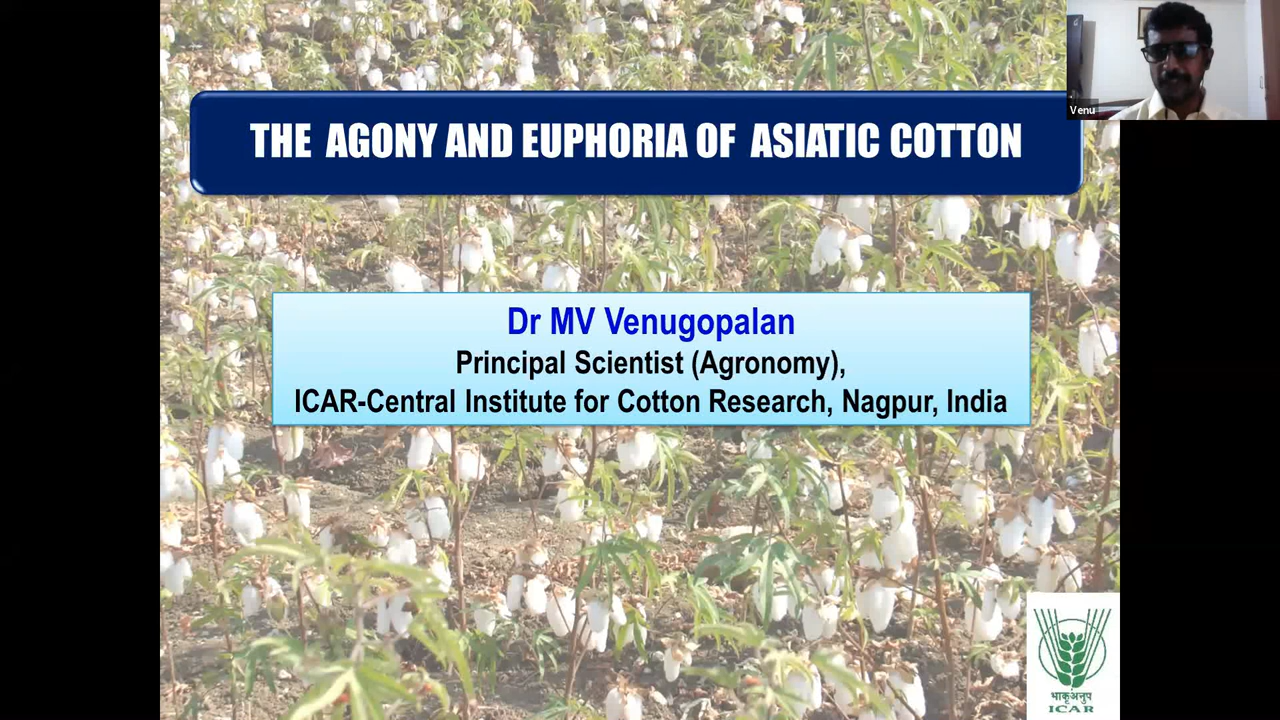 THE AGONY AND EUPHORIA OF ASIATIC COTTON
Venu
Dr MV Venugopalan
Principal Scientist (Agronomy),
ICAR-Central Institute for Cotton Research, Nagpur, India
भाकृअनुप
ICAR